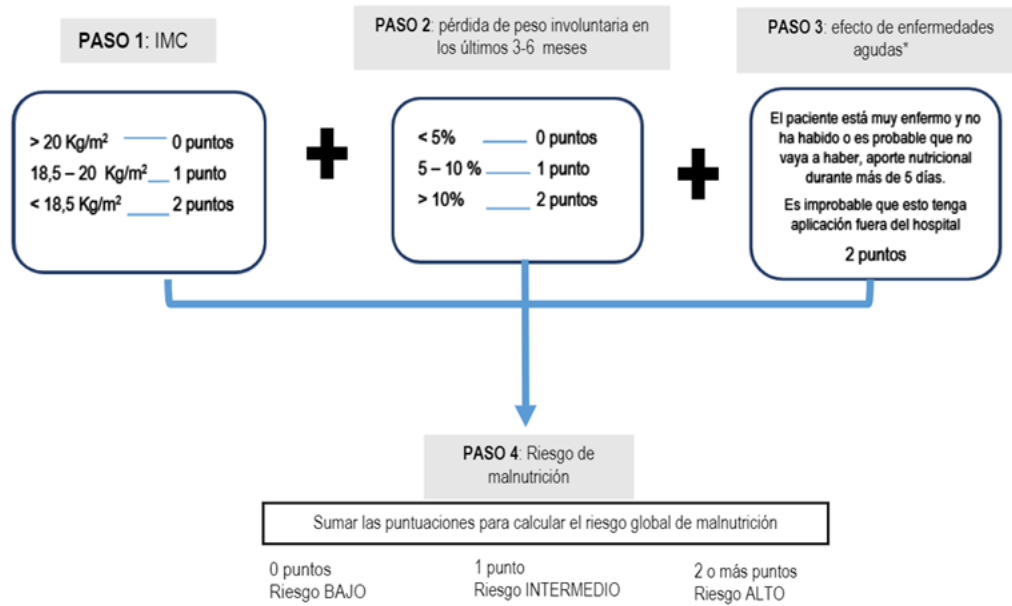 PASO 1: IMC
> 20 Kg/m² 0 puntos
18,5 – 20 Kg/m² 1 punto
< 18,5 Kg/m² 2 puntos
PASO 2: pérdida de peso involuntaria en
los últimos 3-6 meses
< 5% 0 puntos
5 – 10 % 1 punto
> 10% 2 puntos
PASO 3: efecto de enfermedades
agudas*
El paciente está muy enfermo y no
ha habido o es probable que no
vaya a haber, aporte nutricional
durante más de 5 días.
Es improbable que esto tenga
aplicación fuera del hospital
2 puntos
PASO 4: Riesgo de
malnutrición
Sumar las puntuaciones para calcular el riesgo global de malnutrición
0 puntos
Riesgo BAJO
1 punto
Riesgo INTERMEDIO
2 o más puntos
Riesgo ALTO